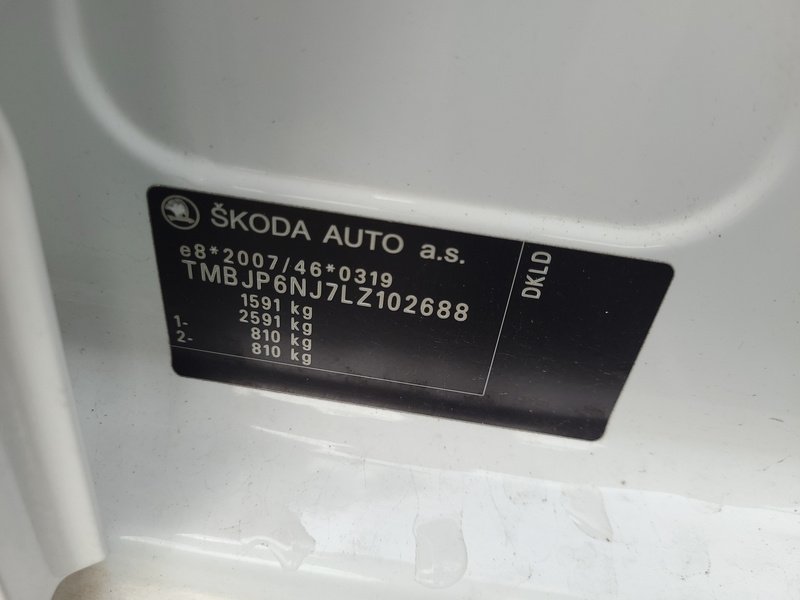 ŠKODA AUTO a.s.
e8*2007/46*0319
TMBJP6NJ7LZ102688
1591 kg
2591 kg
1- 810 kg
2- 810 kg
DKLD